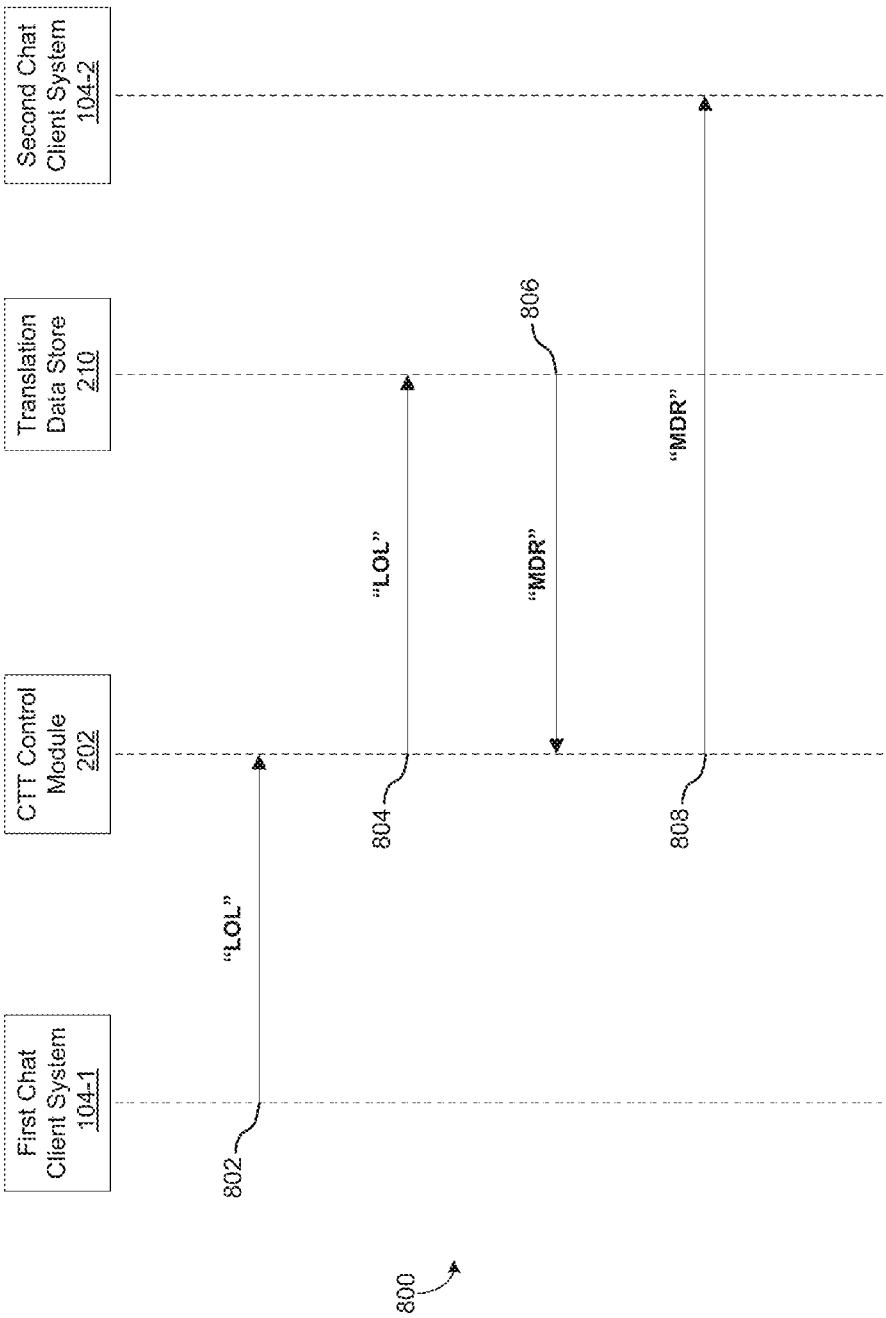 First Chat
Client System
104-1
CTT Control
Module
202
Translation
Data Store
210
Second Chat
Client System
104-2
802
“LOL”
804
“LOL”
806
“MDR”
808
“MDR”
800